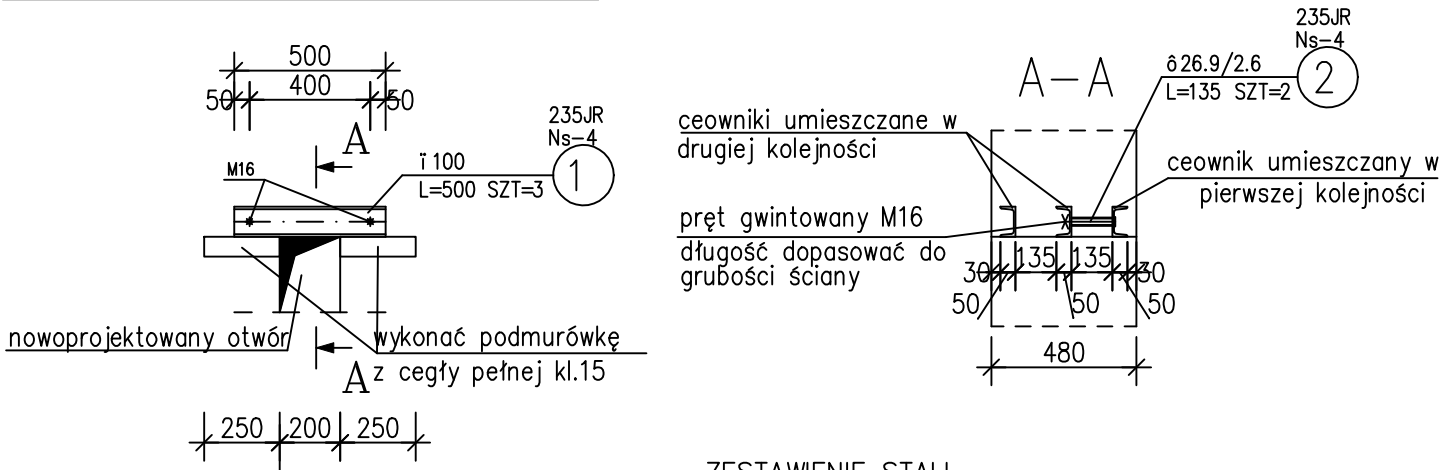 500
400
50
50
A
235JR
Ns-4
1
M16
ï 100
L=500 SZT=3
nowoprojektowany otwór
wykonać podmurówkę
z cegły pełnej kl.15
A
250
200
250
A-A
235JR
Ns-4
2
ô 26.9/2.6
L=135 SZT=2
ceowniki umieszczane w
drugiej kolejności
ceownik umieszczany w
pierwszej kolejności
pręt gwintowany M16
długość dopasować do
grubości ściany
30
135
135
30
50
50
50
480
ZESTAWIENIE STALI